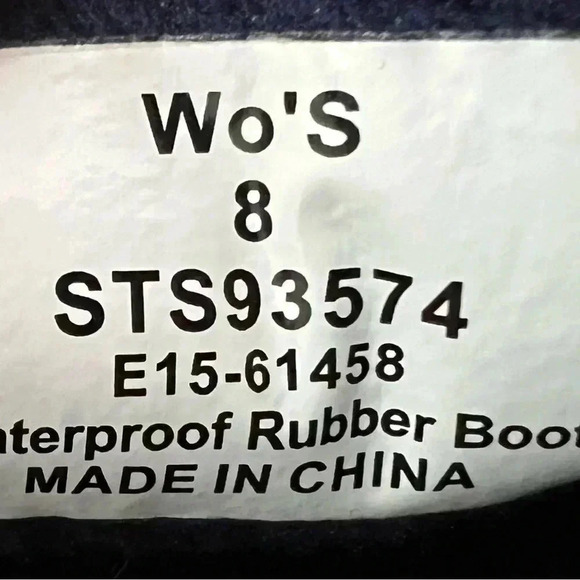 Wo'S
8
STS93574
E15-61458
aterproof Rubber Boot
MADE IN CHINA